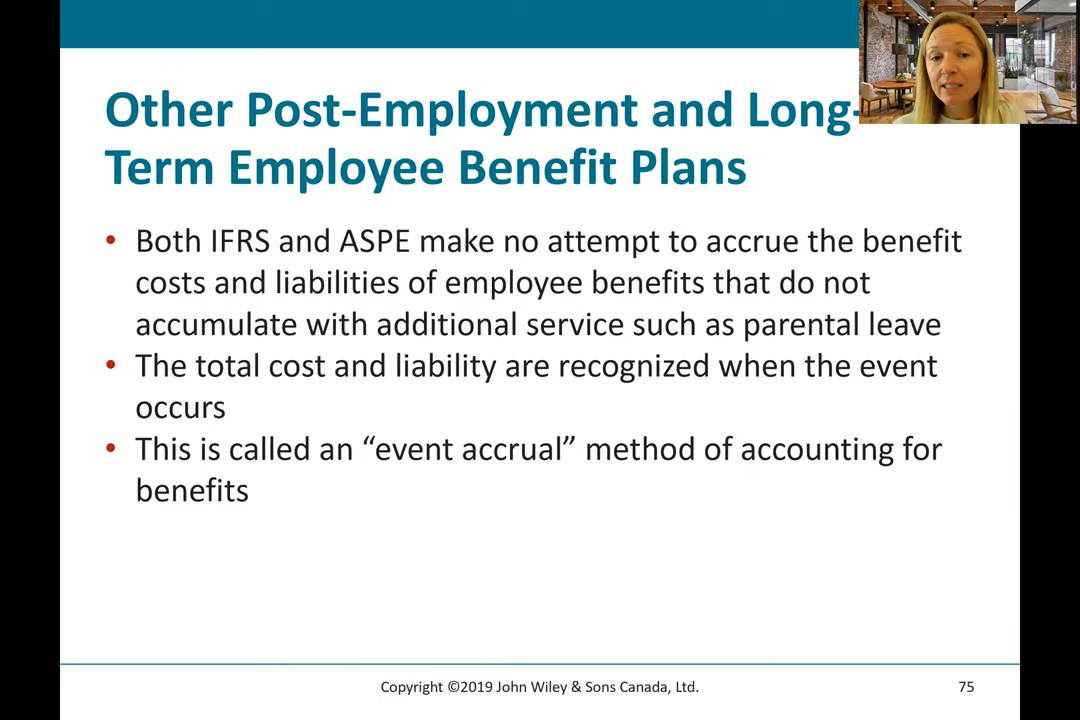 Other Post-Employment and Long-
Term Employee Benefit Plans
• Both IFRS and ASPE make no attempt to accrue the benefit
costs and liabilities of employee benefits that do not
accumulate with additional service such as parental leave
• The total cost and liability are recognized when the event
occurs
• This is called an “event accrual” method of accounting for
benefits
Copyright ©2019 John Wiley & Sons Canada, Ltd.
75